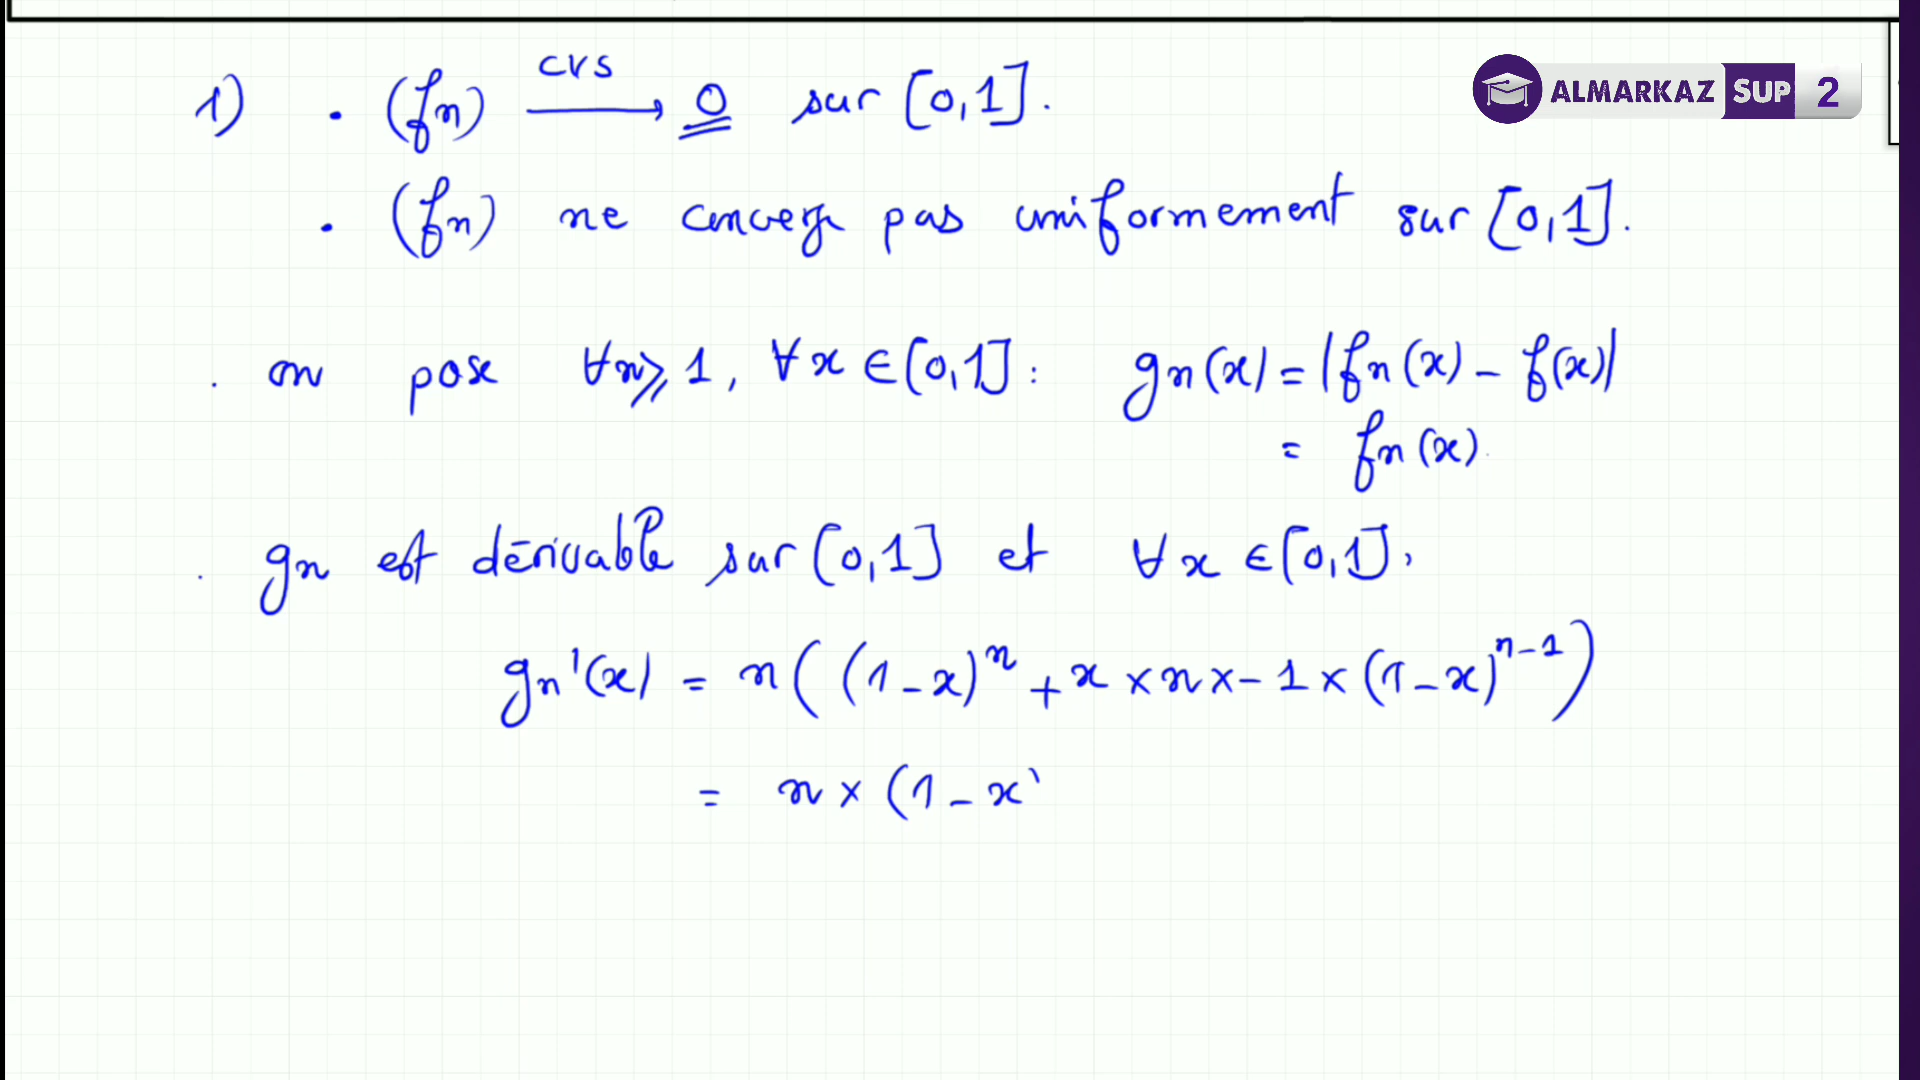 ALMARKAZ SUP 2
1) . (fn) cvs → 0 sur [0,1].
. (fn) ne converge pas uniformement sur [0,1].
. on pose ∀n⩾1, ∀x ∈ [0,1] : gn(x) = |fn(x) - f(x)|
= fn(x).
. gn est dérivable sur [0,1] et ∀x ∈ [0,1],
gn'(x) = n((1-x)^n + x × n × -1 × (1-x)^{n-1})
= n × (1-x)